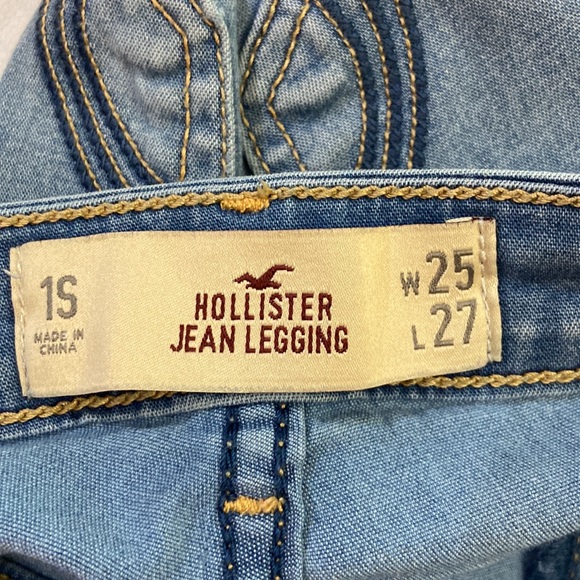 1S
MADE IN
CHINA
HOLLISTER
JEAN LEGGING
W 25
L 27